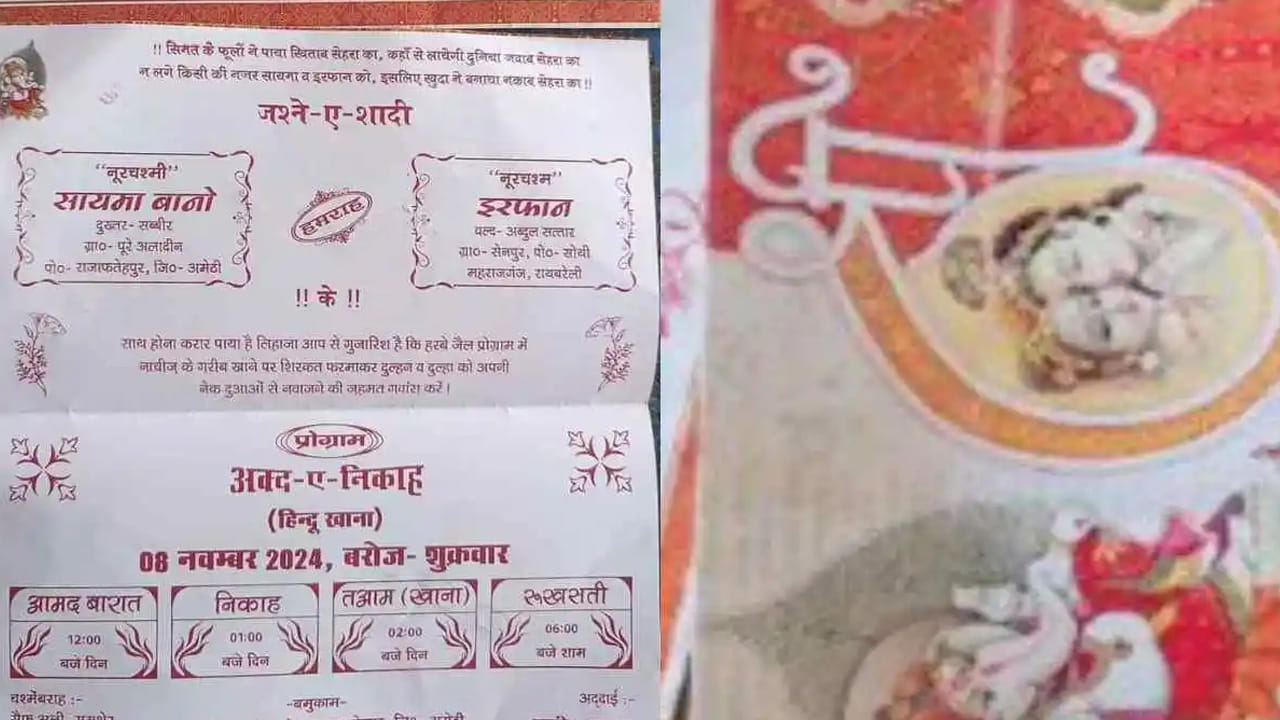 !! सिमत के फूलों ने पाया खिताब सेहरा का, कहाँ से लायेगी दुनिया जवाब सेहरा का
न लगे किसी की नजर सायमा व इरफान को, इसलिए खुदा ने बनाया नकाब सेहरा का !!
जश्ने-ए-शादी
“नूरचश्मी”
सायमा बानो
दुख्तर- सब्बीर
ग्रा०- पूरे अलादीन
पो०- राजाफतेहपुर, जि०- अमेठी
हमराह
“नूरचश्म”
इरफान
वल्द- अब्दुल सत्तार
ग्रा०- सेनपुर, पो०- सोथी
महराजगंज, रायबरेली
!! के !!
साथ होना करार पाया है लिहाजा आप से गुजारिश है कि हस्बे जैल प्रोग्राम में
नाचीज के गरीब खाने पर शिरकत फरमाकर दुल्हन व दुल्हा को अपनी
नेक दुआओं से नवाजने की जहमत गवांरा करें।
प्रोग्राम
अक्द-ए-निकाह
(हिन्दू खाना)
08 नवम्बर 2024, बरोज- शुक्रवार
आमद बारात
12:00
बजे दिन
निकाह
01:00
बजे दिन
तआम (खाना)
02:00
बजे दिन
रूखसती
06:00
बजे शाम
चश्मेंबराह :-
-बमुकाम-
अददाई :-